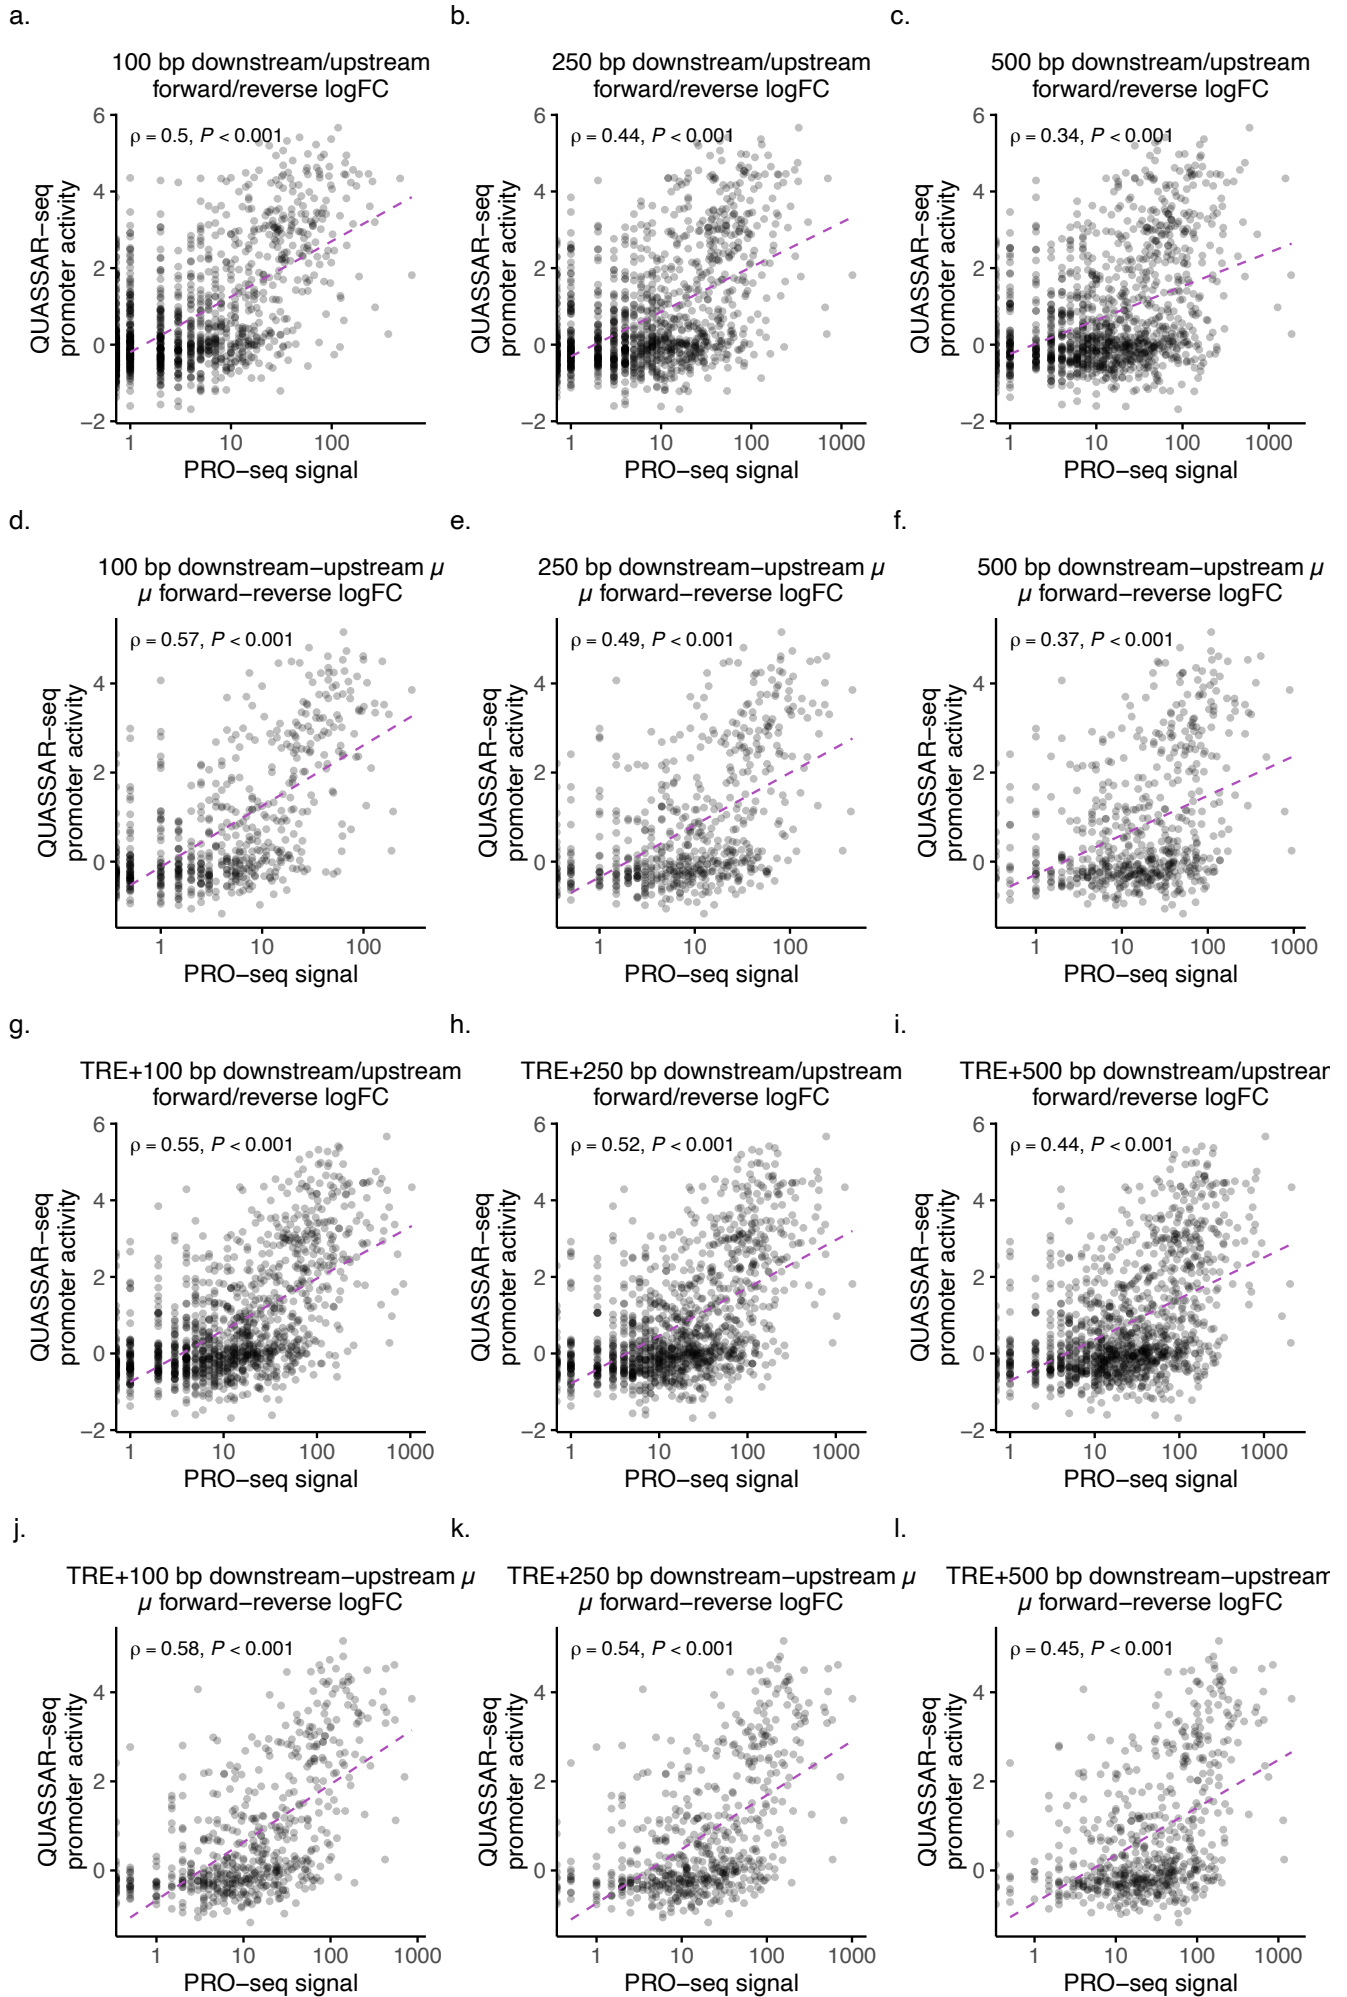 a.
100 bp downstream/upstream
forward/reverse logFC
ρ = 0.5, P < 0.001
QUASSAR−seq
promoter activity
6
4
2
0
−2
1 10 100
PRO−seq signal
b.
250 bp downstream/upstream
forward/reverse logFC
ρ = 0.44, P < 0.001
QUASSAR−seq
promoter activity
6
4
2
0
−2
1 10 100 1000
PRO−seq signal
c.
500 bp downstream/upstream
forward/reverse logFC
ρ = 0.34, P < 0.001
QUASSAR−seq
promoter activity
6
4
2
0
−2
1 10 100 1000
PRO−seq signal
d.
100 bp downstream−upstream μ
μ forward−reverse logFC
ρ = 0.57, P < 0.001
QUASSAR−seq
promoter activity
4
2
0
1 10 100
PRO−seq signal
e.
250 bp downstream−upstream μ
μ forward−reverse logFC
ρ = 0.49, P < 0.001
QUASSAR−seq
promoter activity
4
2
0
1 10 100
PRO−seq signal
f.
500 bp downstream−upstream μ
μ forward−reverse logFC
ρ = 0.37, P < 0.001
QUASSAR−seq
promoter activity
4
2
0
1 10 100 1000
PRO−seq signal
g.
TRE+100 bp downstream/upstream
forward/reverse logFC
ρ = 0.55, P < 0.001
QUASSAR−seq
promoter activity
6
4
2
0
−2
1 10 100 1000
PRO−seq signal
h.
TRE+250 bp downstream/upstream
forward/reverse logFC
ρ = 0.52, P < 0.001
QUASSAR−seq
promoter activity
6
4
2
0
−2
1 10 100 1000
PRO−seq signal
i.
TRE+500 bp downstream/upstrear
forward/reverse logFC
ρ = 0.44, P < 0.001
QUASSAR−seq
promoter activity
6
4
2
0
−2
1 10 100 1000
PRO−seq signal
j.
TRE+100 bp downstream−upstream μ
μ forward−reverse logFC
ρ = 0.58, P < 0.001
QUASSAR−seq
promoter activity
4
2
0
1 10 100 1000
PRO−seq signal
k.
TRE+250 bp downstream−upstream μ
μ forward−reverse logFC
ρ = 0.54, P < 0.001
QUASSAR−seq
promoter activity
4
2
0
1 10 100 1000
PRO−seq signal
l.
TRE+500 bp downstream−upstream
μ forward−reverse logFC
ρ = 0.45, P < 0.001
QUASSAR−seq
promoter activity
4
2
0
1 10 100 1000
PRO−seq signal